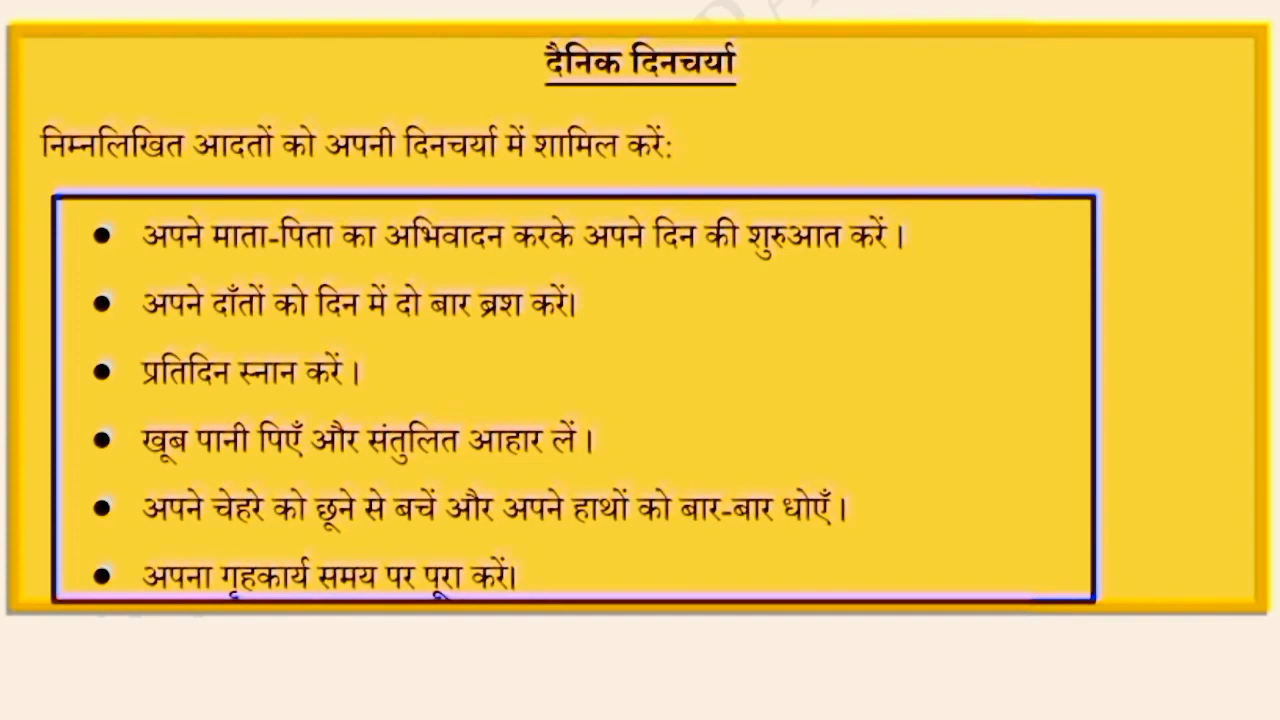 दैनिक दिनचर्या
निम्नलिखित आदतों को अपनी दिनचर्या में शामिल करें:
● अपने माता-पिता का अभिवादन करके अपने दिन की शुरुआत करें ।
● अपने दाँतों को दिन में दो बार ब्रश करें।
● प्रतिदिन स्नान करें ।
● खूब पानी पिएँ और संतुलित आहार लें ।
● अपने चेहरे को छूने से बचें और अपने हाथों को बार-बार धोएँ ।
● अपना गृहकार्य समय पर पूरा करें।